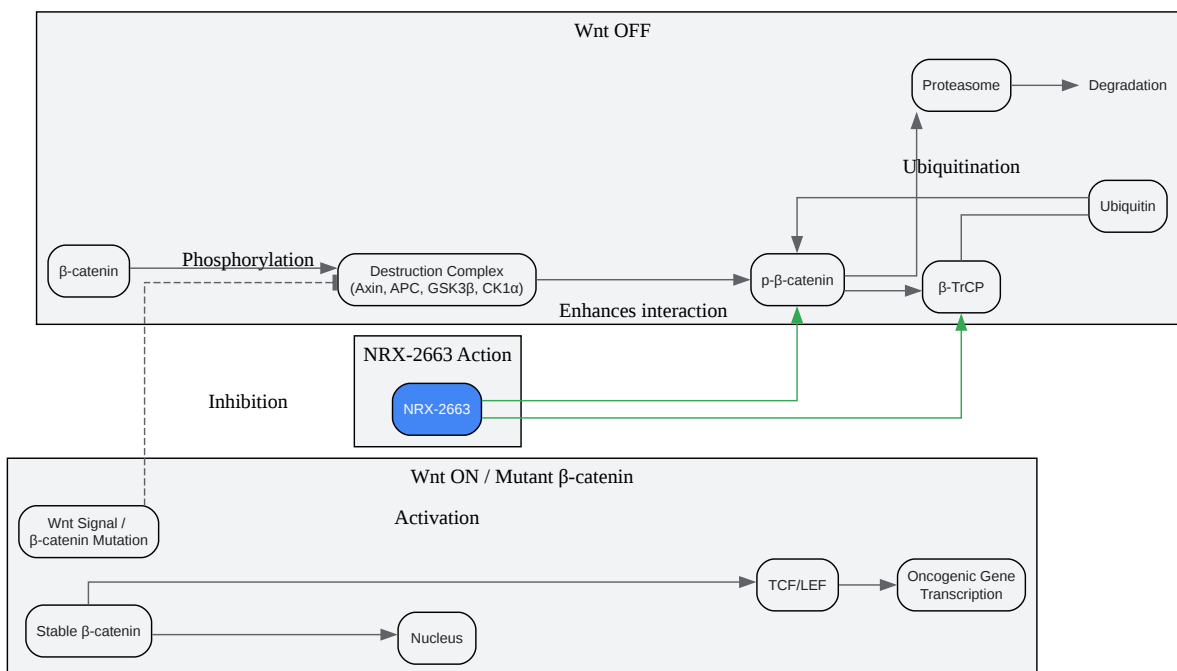 Wnt OFF
Proteasome
Degradation
Ubiquitination
Ubiquitin
β-catenin
Phosphorylation
Destruction Complex
(Axin, APC, GSK3β, CK1α)
p-β-catenin
β-TrCP
Enhances interaction
NRX-2663 Action
NRX-2663
Inhibition
Wnt ON / Mutant β-catenin
Activation
Wnt Signal /
β-catenin Mutation
TCF/LEF
Oncogenic Gene
Transcription
Stable β-catenin
Nucleus